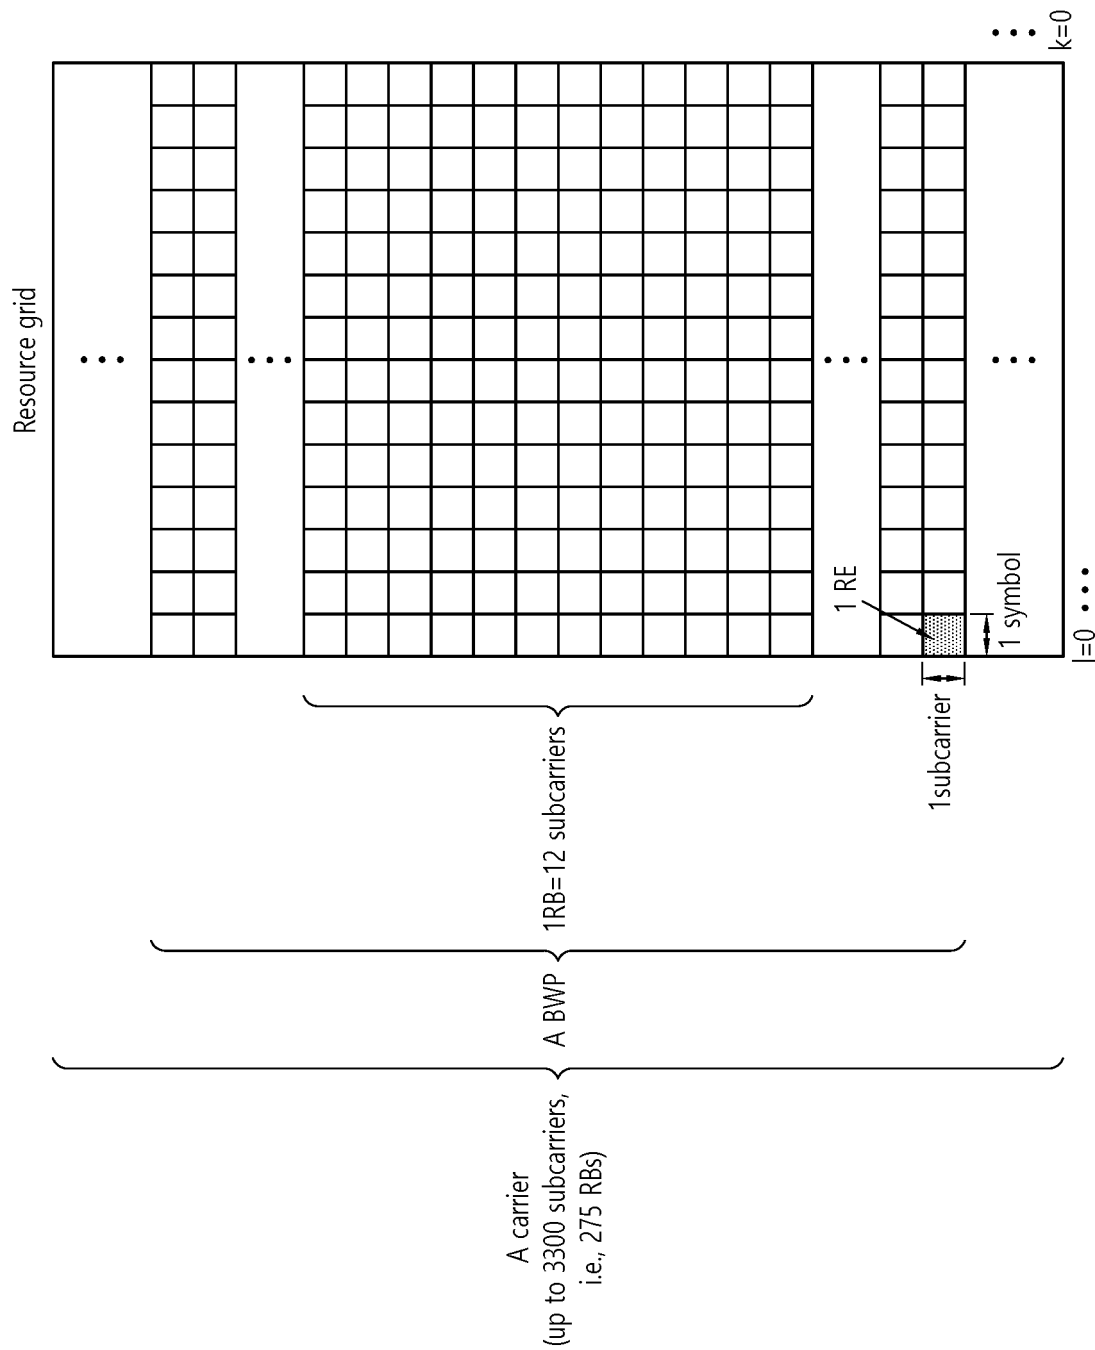 Resource grid
k=0
1 RE
1 symbol
l=0
1subcarrier
1RB=12 subcarriers
A BWP
A carrier
(up to 3300 subcarriers,
i.e., 275 RBs)